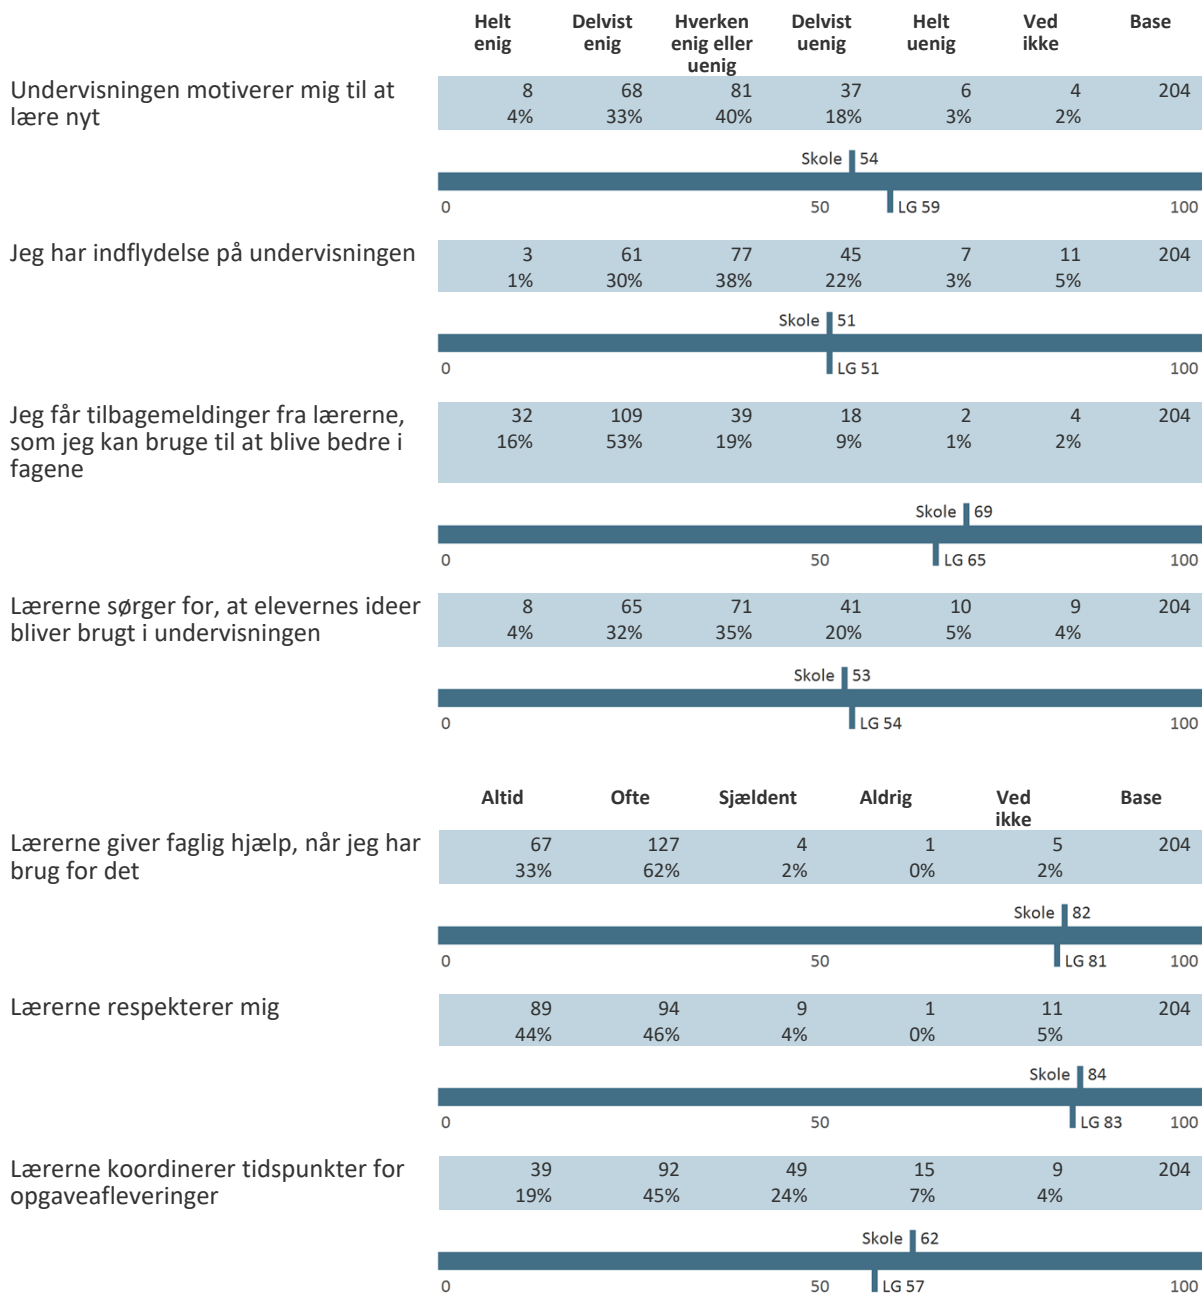 Helt enig Delvist enig Hverken enig eller uenig Delvist uenig Helt uenig Ved ikke Base
Undervisningen motiverer mig til at lære nyt
8 68 81 37 6 4 204
4% 33% 40% 18% 3% 2%
Skole 54
0 50 LG 59 100
Jeg har indflydelse på undervisningen
3 61 77 45 7 11 204
1% 30% 38% 22% 3% 5%
Skole 51
0 LG 51 100
Jeg får tilbagemeldinger fra lærerne, som jeg kan bruge til at blive bedre i fagene
32 109 39 18 2 4 204
16% 53% 19% 9% 1% 2%
Skole 69
0 50 LG 65 100
Lærerne sørger for, at elevernes ideer bliver brugt i undervisningen
8 65 71 41 10 9 204
4% 32% 35% 20% 5% 4%
Skole 53
0 LG 54 100
Altid Ofte Sjældent Aldrig Ved ikke Base
Lærerne giver faglig hjælp, når jeg har brug for det
67 127 4 1 5 204
33% 62% 2% 0% 2%
Skole 82
0 50 LG 81 100
Lærerne respekterer mig
89 94 9 1 11 204
44% 46% 4% 0% 5%
Skole 84
0 50 LG 83 100
Lærerne koordinerer tidspunkter for opgaveafleveringer
39 92 49 15 9 204
19% 45% 24% 7% 4%
Skole 62
0 50 LG 57 100